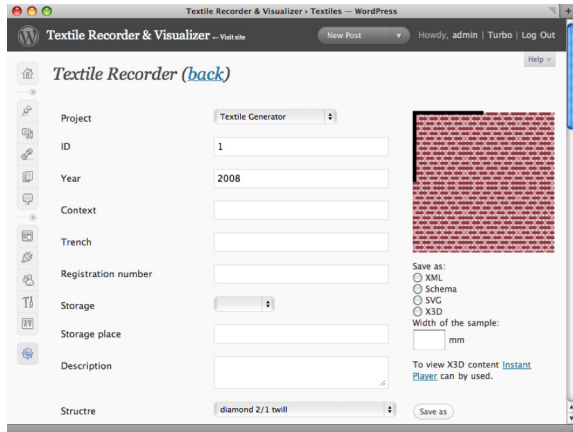 Textile Recorder & Visualizer › Textiles — WordPress
Textile Recorder & Visualizer ← Visit site New Post Howdy, admin | Turbo | Log Out
Help
Textile Recorder (back)
Project Textile Generator
ID 1
Year 2008
Context
Trench
Registration number
Storage
Storage place
Description
Structre diamond 2/1 twill
Save as:
XML
Schema
SVG
X3D
Width of the sample:
mm
To view X3D content Instant
Player can by used.
Save as